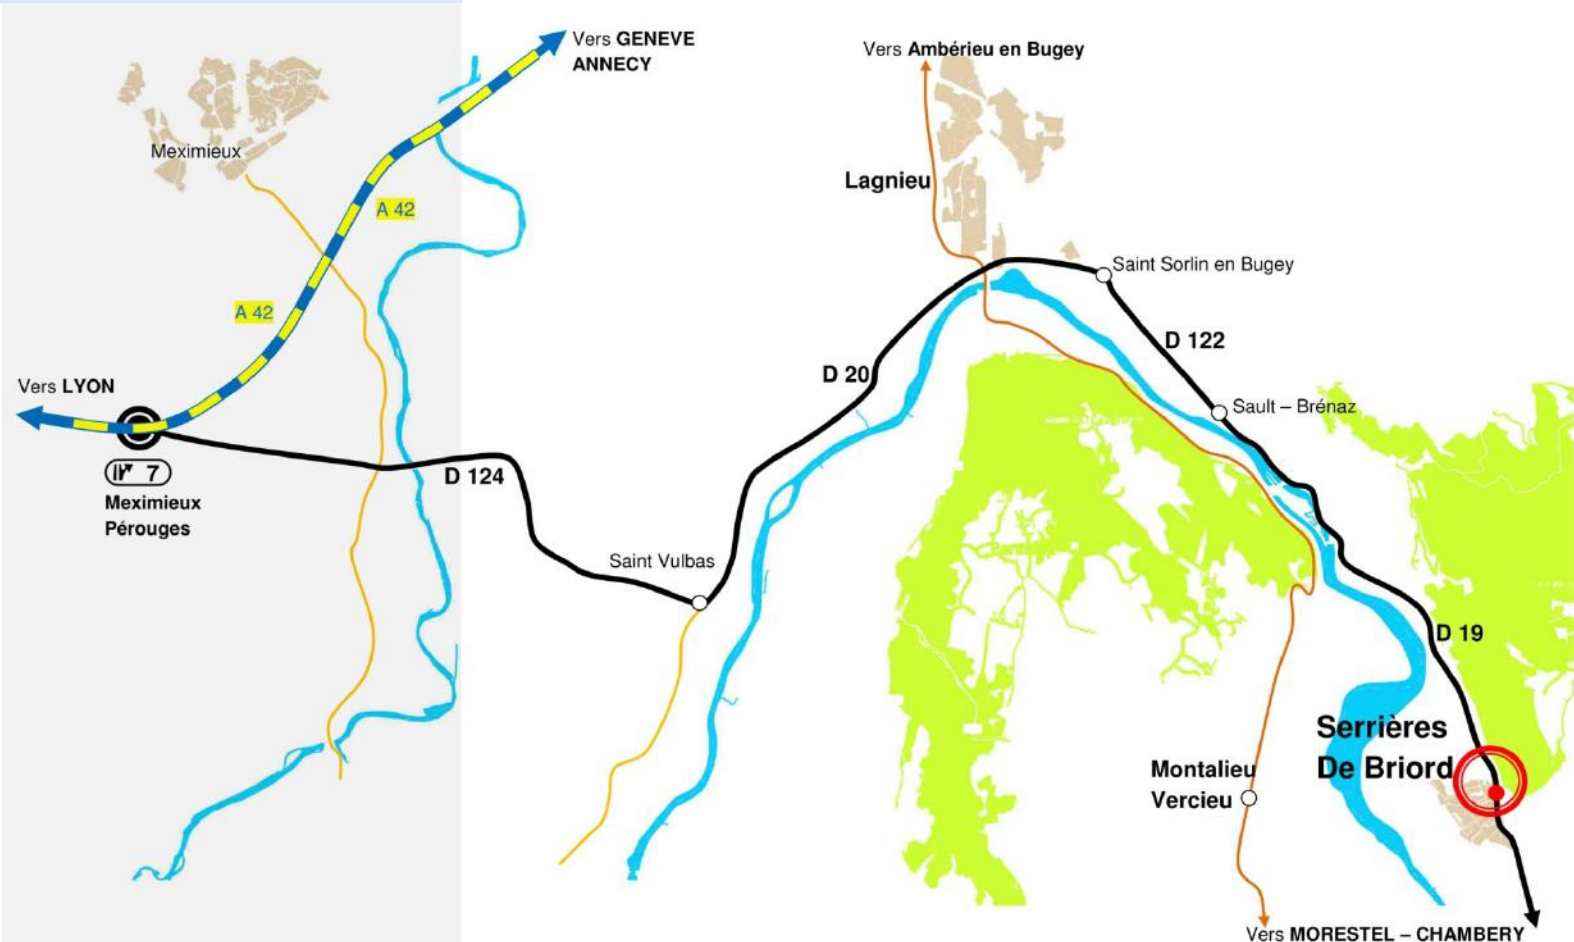 Vers GENEVE
ANNECY
Vers Ambérieu en Bugey
Meximieux
Lagnieu
A 42
Saint Sorlin en Bugey
A 42
D 122
D 20
Vers LYON
Sault – Brénaz
7
D 124
Meximieux
Pérouges
Saint Vulbas
D 19
Serrières
De Briord
Montalieu
Vercieu
Vers MORESTEL – CHAMBERY